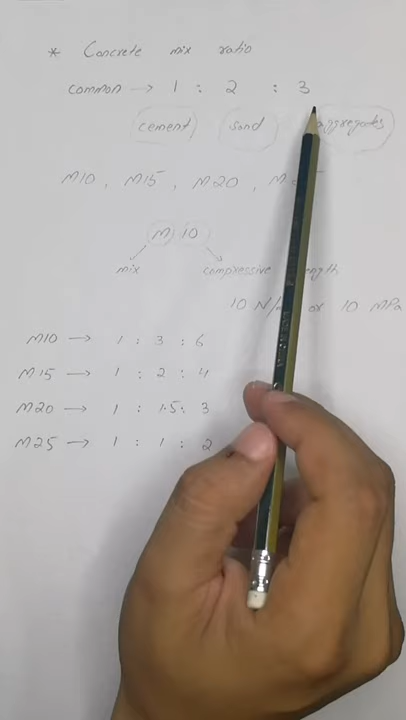 * Concrete mix ratio
common → 1 : 2 : 3
cement sand aggregates
M10, M15, M20,
M 10
mix compressive
10 N/ or 10 MPa
M10 → 1 : 3 : 6
M15 → 1 : 2 : 4
M20 → 1 : 1.5 : 3
M25 → 1 : 1 : 2